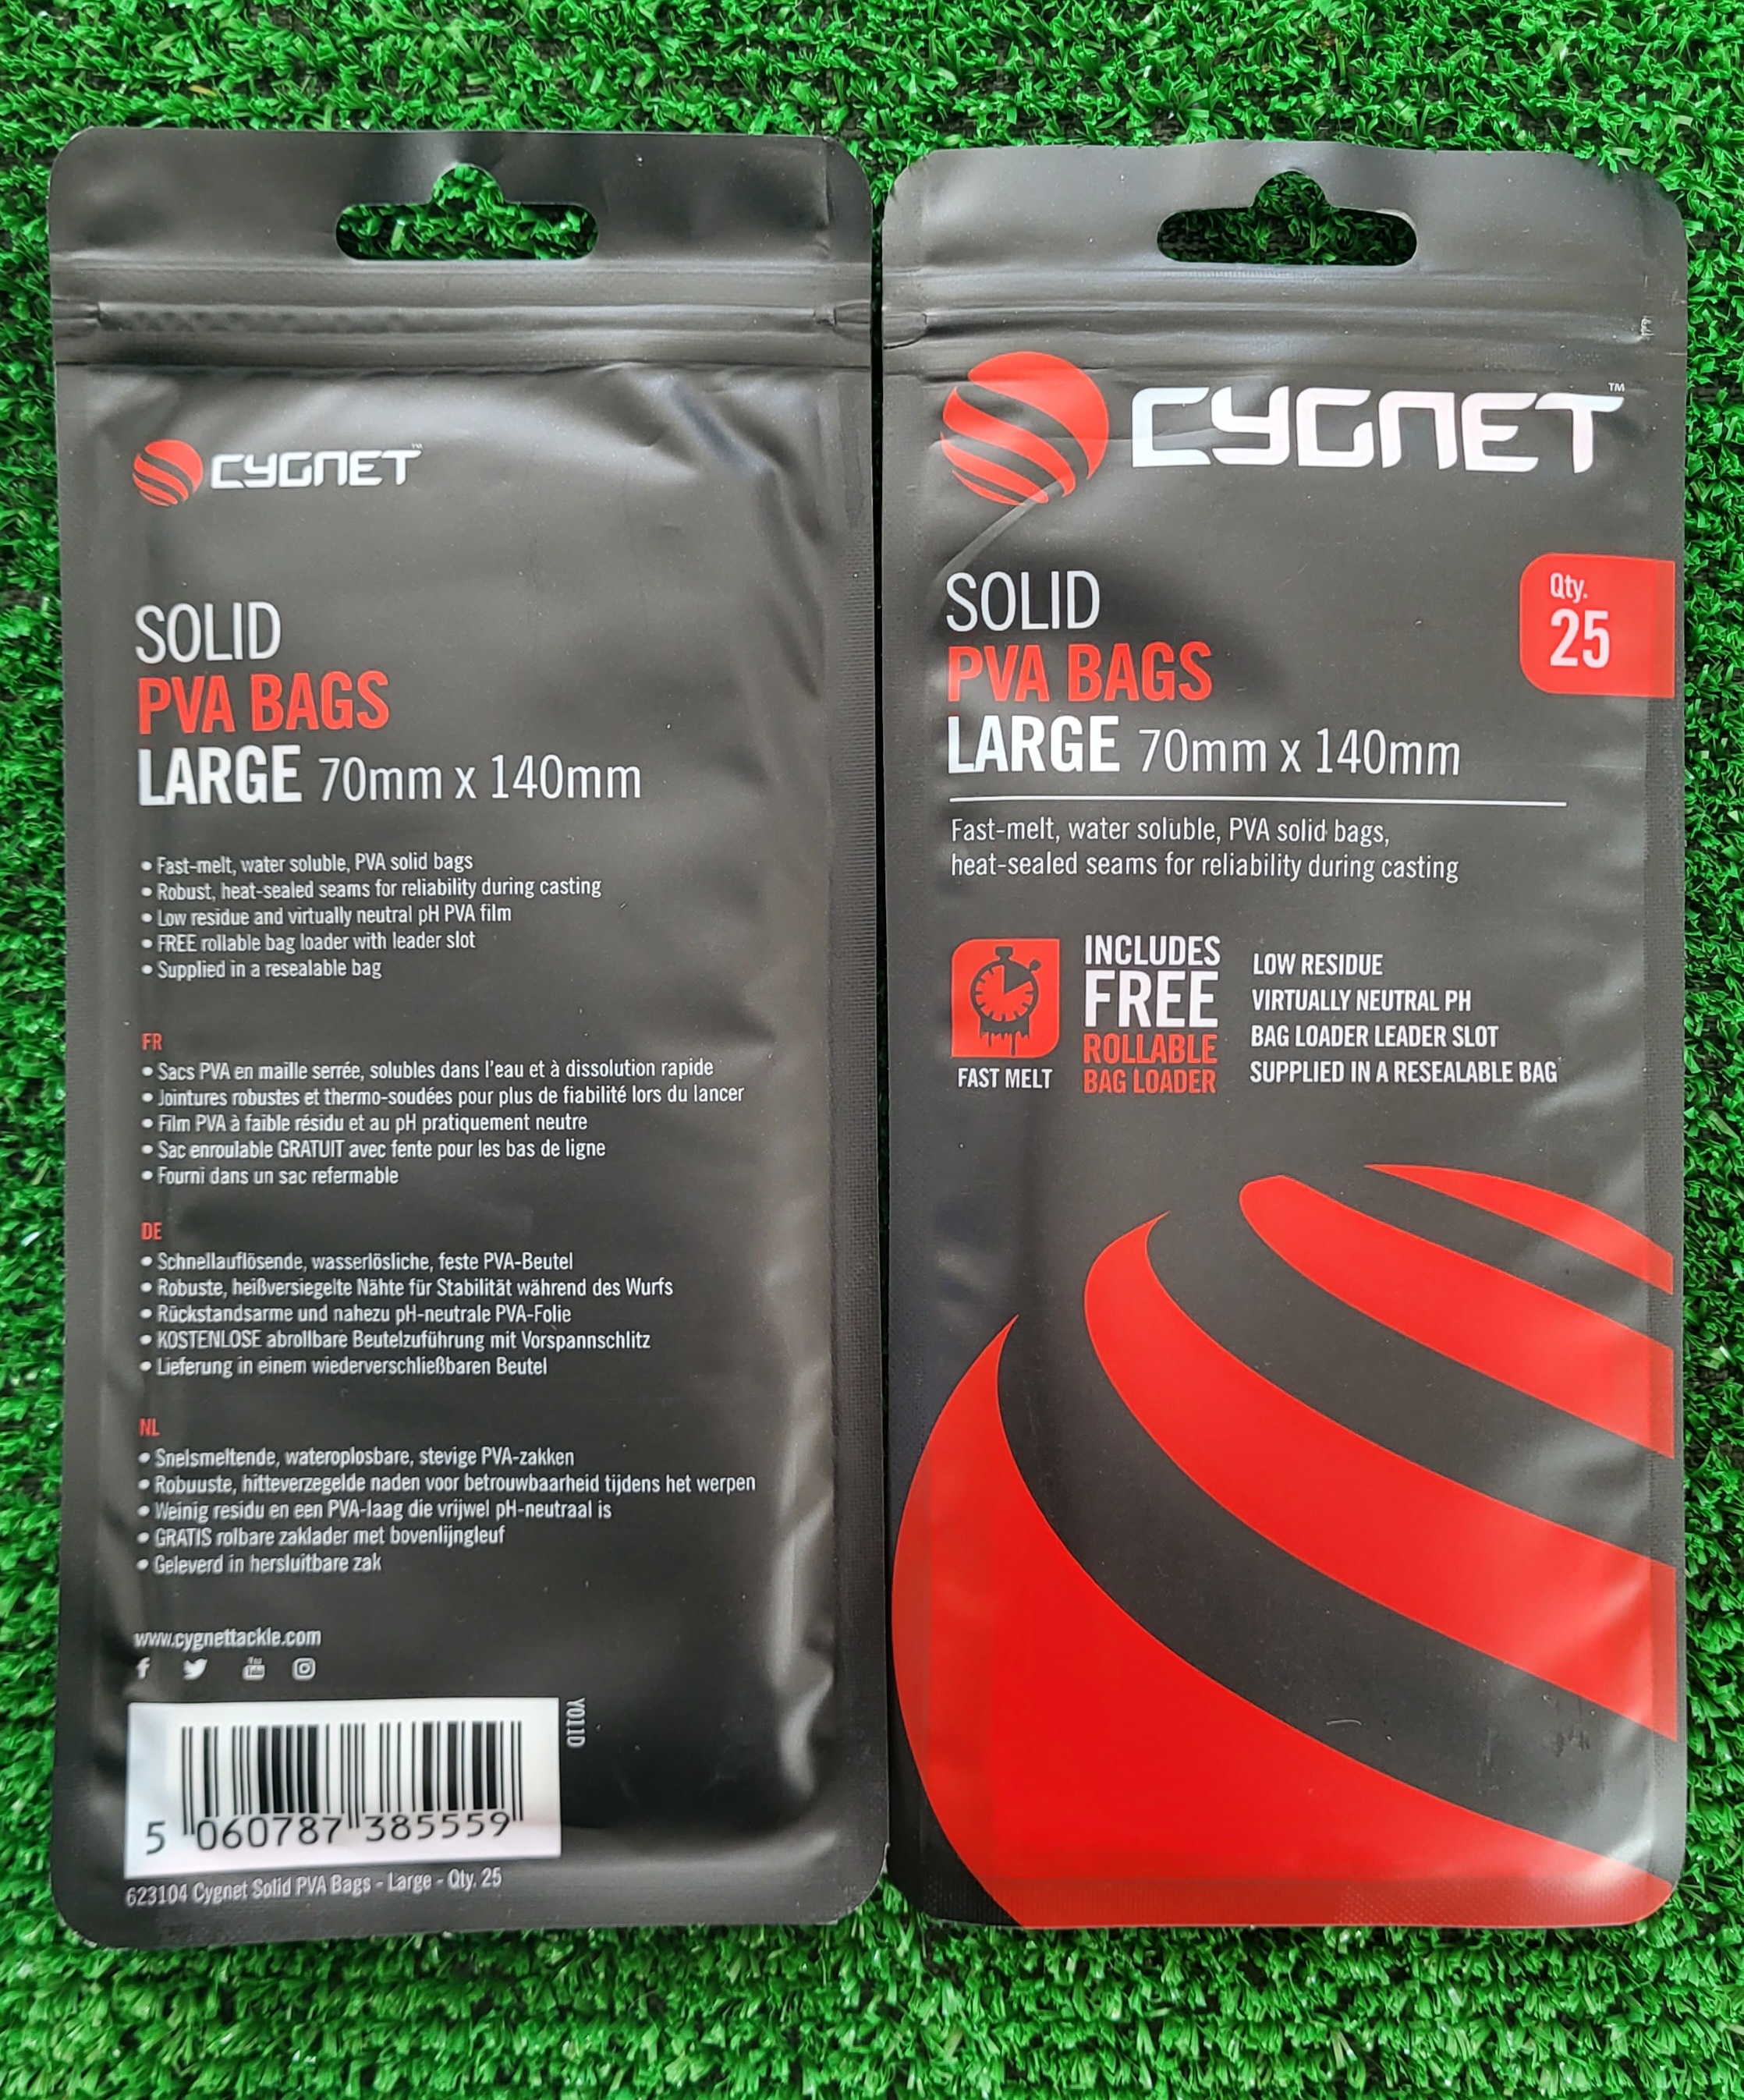 CYGNET™
SOLID
PVA BAGS
LARGE 70mm x 140mm
• Fast-melt, water soluble, PVA solid bags
• Robust, heat-sealed seams for reliability during casting
• Low residue and virtually neutral pH PVA film
• FREE rollable bag loader with leader slot
• Supplied in a resealable bag
FR
• Sacs PVA en maille serrée, solubles dans l'eau et à dissolution rapide
• Jointures robustes et thermo-soudées pour plus de fiabilité lors du lancer
• Film PVA à faible résidu et au pH pratiquement neutre
• Sac enroulable GRATUIT avec fente pour les bas de ligne
• Fourni dans un sac refermable
DE
• Schnellauflösende, wasserlösliche, feste PVA-Beutel
• Robuste, heißversiegelte Nähte für Stabilität während des Wurfs
• Rückstandsarme und nahezu pH-neutrale PVA-Folie
• KOSTENLOSE abrollbare Beutelzuführung mit Vorspannschlitz
• Lieferung in einem wiederverschließbaren Beutel
NL
• Snelsmeltende, wateroplosbare, stevige PVA-zakken
• Robuuste, hitteverzegelde naden voor betrouwbaarheid tijdens het werpen
• Weinig residu en een PVA-laag die vrijwel pH-neutraal is
• GRATIS rolbare zaklader met bovenlijngleuf
• Geleverd in hersluitbare zak
www.cygnettackle.com
You Tube
Y011D
5 060787 385559
623104 Cygnet Solid PVA Bags - Large - Qty. 25
CYGNET™
Qty.
25
SOLID
PVA BAGS
LARGE 70mm x 140mm
Fast-melt, water soluble, PVA solid bags,
heat-sealed seams for reliability during casting
FAST MELT
INCLUDES
FREE
ROLLABLE
BAG LOADER
LOW RESIDUE
VIRTUALLY NEUTRAL PH
BAG LOADER LEADER SLOT
SUPPLIED IN A RESEALABLE BAG